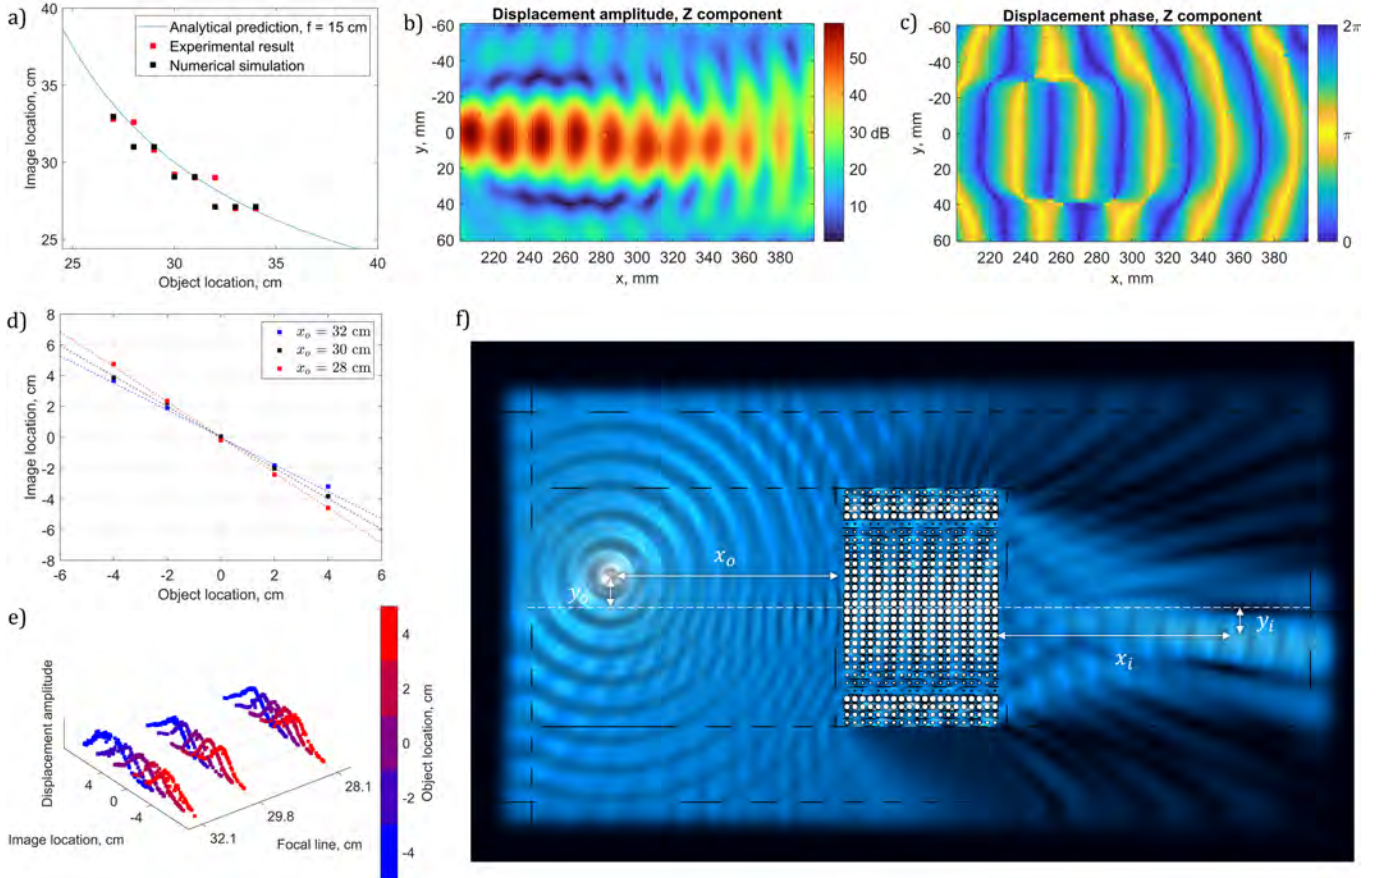 a)
Analytical prediction, f = 15 cm
Experimental result
Numerical simulation
40
35
30
25
Image location, cm
25 30 35 40
Object location, cm
b)
Displacement amplitude, Z component
-60
-40
-20
0
20
40
60
y, mm
220 240 260 280 300 320 340 360 380
x, mm
50
40
30 dB
20
10
c)
Displacement phase, Z component
-60
-40
-20
0
20
40
60
y, mm
220 240 260 280 300 320 340 360 380
x, mm
2π
π
0
d)
x_o = 32 cm
x_o = 30 cm
x_o = 28 cm
8
6
4
2
0
-2
-4
-6
-8
Image location, cm
-6 -4 -2 0 2 4 6
Object location, cm
e)
Displacement amplitude
4
0
-4
Image location, cm
32.1
29.8
28.1
Focal line, cm
4
2
0
-2
-4
Object location, cm
f)
x_o
y_o
y_i
x_i